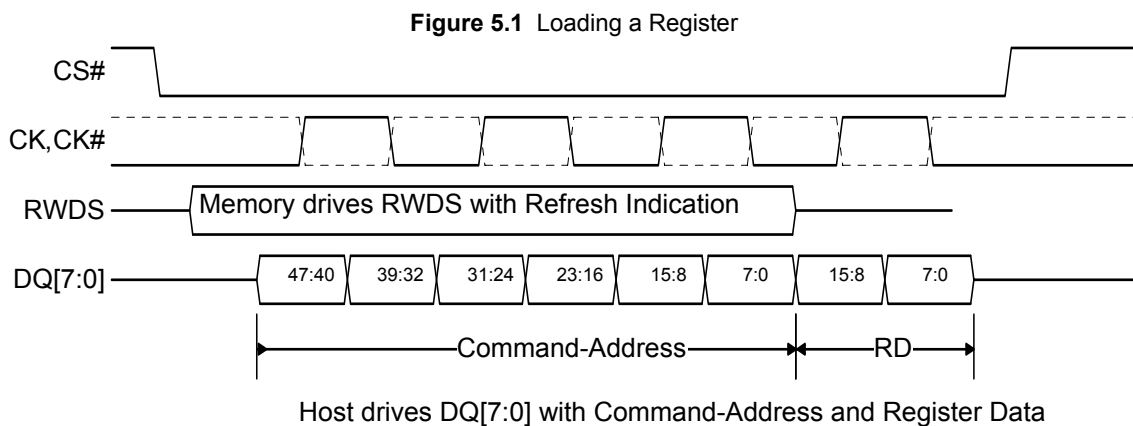 Figure 5.1 Loading a Register
CS#
CK,CK#
RWDS Memory drives RWDS with Refresh Indication
DQ[7:0] 47:40 39:32 31:24 23:16 15:8 7:0 15:8 7:0
Command-Address RD
Host drives DQ[7:0] with Command-Address and Register Data